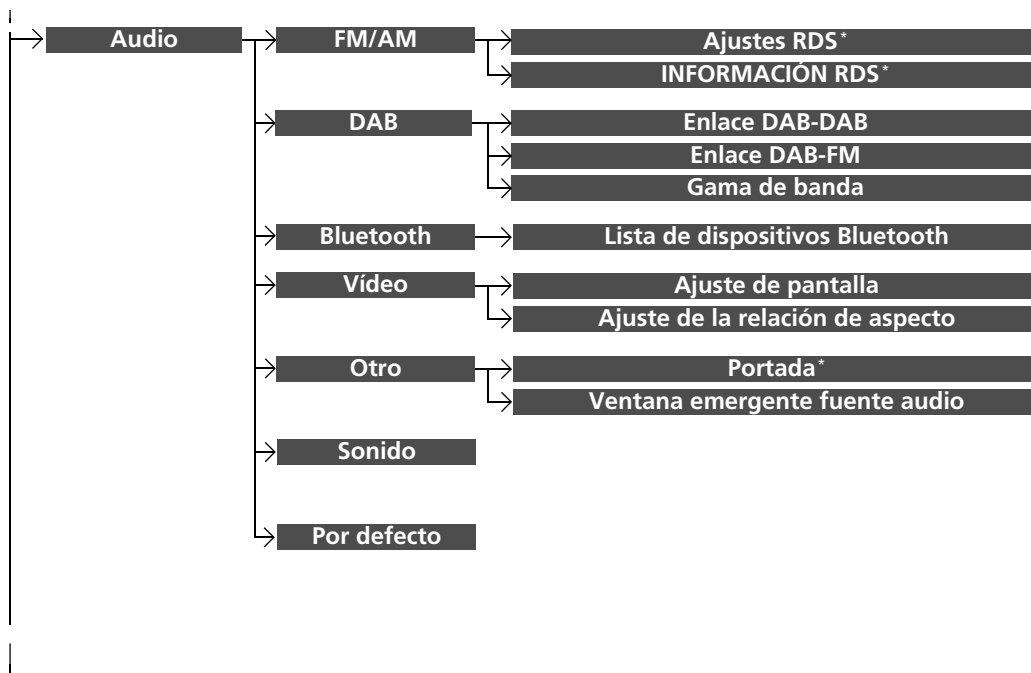 Audio FM/AM Ajustes RDS*
INFORMACIÓN RDS*
DAB Enlace DAB-DAB
Enlace DAB-FM
Gama de banda
Bluetooth Lista de dispositivos Bluetooth
Vídeo Ajuste de pantalla
Ajuste de la relación de aspecto
Otro Portada*
Ventana emergente fuente audio
Sonido
Por defecto